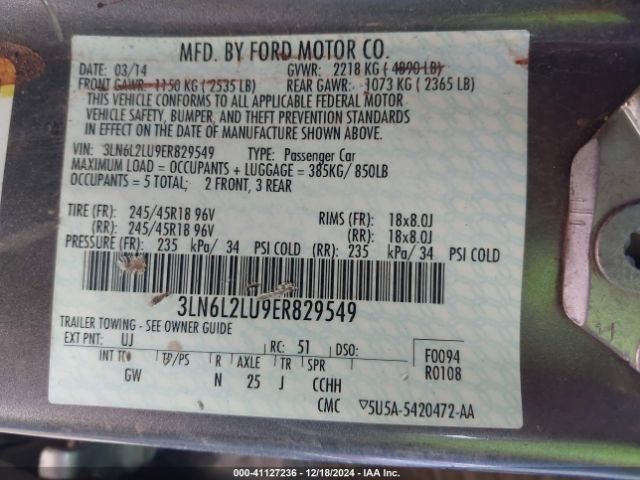 MFD. BY FORD MOTOR CO.
DATE: 03/14 GVWR: 2218 KG ( 4890 LB)
FRONT GAWR: 1150 KG ( 2535 LB) REAR GAWR: 1073 KG ( 2365 LB)
THIS VEHICLE CONFORMS TO ALL APPLICABLE FEDERAL MOTOR
VEHICLE SAFETY, BUMPER, AND THEFT PREVENTION STANDARDS
IN EFFECT ON THE DATE OF MANUFACTURE SHOWN ABOVE.
VIN: 3LN6L2LU9ER829549 TYPE: Passenger Car
MAXIMUM LOAD = OCCUPANTS + LUGGAGE = 385KG/ 850LB
OCCUPANTS = 5 TOTAL; 2 FRONT, 3 REAR
TIRE (FR): 245/45R18 96V RIMS (FR): 18x8.0J
(RR): 245/45R18 96V (RR): 18x8.0J
PRESSURE (FR): 235 kPa/ 34 PSI COLD (RR): 235 kPa/ 34 PSI COLD
3LN6L2LU9ER829549
TRAILER TOWING - SEE OWNER GUIDE
EXT PNT: UJ RC: 51 DSO: F0094
INT TC TP/PS R AXLE TR SPR R0108
GW N 25 J CCHH
CMC ▽5U5A-5420472-AA
000-41127236 - 12/18/2024 - IAA Inc.